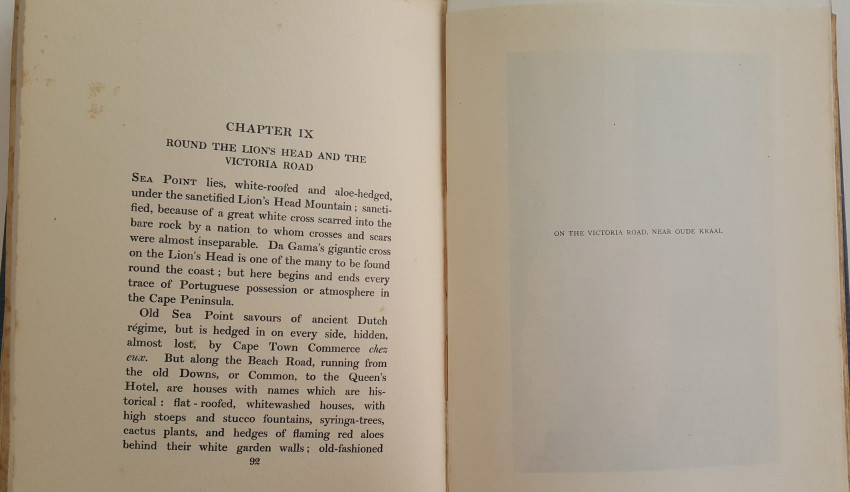 CHAPTER IX
ROUND THE LION'S HEAD AND THE
VICTORIA ROAD
SEA POINT lies, white-roofed and aloe-hedged,
under the sanctified Lion's Head Mountain; sancti-
fied, because of a great white cross scarred into the
bare rock by a nation to whom crosses and scars
were almost inseparable. Da Gama's gigantic cross
on the Lion's Head is one of the many to be found
round the coast; but here begins and ends every
trace of Portuguese possession or atmosphere in
the Cape Peninsula.
Old Sea Point savours of ancient Dutch
régime, but is hedged in on every side, hidden,
almost lost, by Cape Town Commerce chez
eux. But along the Beach Road, running from
the old Downs, or Common, to the Queen's
Hotel, are houses with names which are his-
torical: flat-roofed, whitewashed houses, with
high stoeps and stucco fountains, syringa-trees,
cactus plants, and hedges of flaming red aloes
behind their white garden walls; old-fashioned
92
ON THE VICTORIA ROAD, NEAR OUDE KRAAL